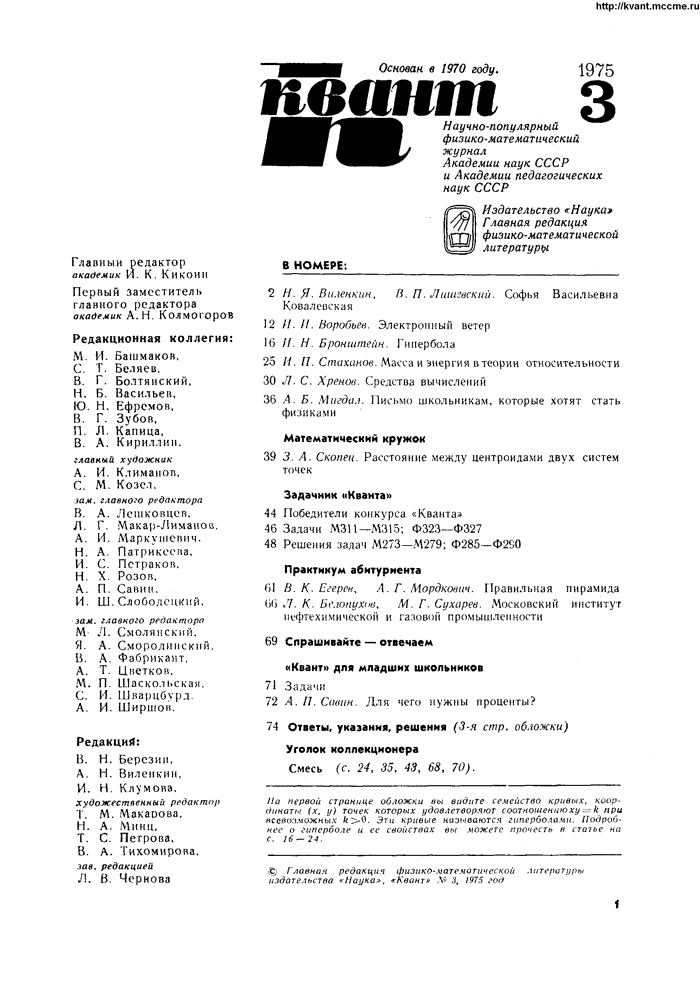 http://kvant.mccme.ru
Основан в 1970 году.
квант
1975
3
Научно-популярный
физико-математический
журнал
Академии наук СССР
и Академии педагогических
наук СССР
Издательство «Наука»
Главная редакция
физико-математической
литературы
Главный редактор
академик И. К. Кикоин
Первый заместитель
главного редактора
академик А. Н. Колмогоров
Редакционная коллегия:
М. И. Башмаков,
С. Т. Беляев,
В. Г. Болтянский,
Н. Б. Васильев,
Ю. Н. Ефремов,
В. Г. Зубов,
П. Л. Капица,
В. А. Кириллин,
главный художник
А. И. Климанов,
С. М. Козел,
зам. главного редактора
В. А. Лешковцев,
Л. Г. Макар-Лиманов,
А. И. Маркушевич,
Н. А. Патрикеева,
И. С. Петраков,
Н. Х. Розов,
А. П. Савин,
И. Ш. Слободецкий,
зам. главного редактора
М. Л. Смолянский,
Я. А. Смородинский,
В. А. Фабрикант,
А. Т. Цветков,
М. П. Шаскольская,
С. И. Шварцбурд,
А. И. Ширшов.
Редакция:
В. Н. Березин,
А. Н. Виленкин,
И. Н. Клумова,
художественный редактор
Т. М. Макарова,
Н. А. Минц,
Т. С. Петрова,
В. А. Тихомирова,
зав. редакцией
Л. В. Чернова
В НОМЕРЕ:
2 Н. Я. Виленкин, В. П. Лишевский. Софья Васильевна
Ковалевская
12 И. И. Воробьев. Электронный ветер
16 И. Н. Бронштейн. Гипербола
25 И. П. Стаханов. Масса и энергия в теории относительности
30 Л. С. Хренов. Средства вычислений
36 А. Б. Мигдал. Письмо школьникам, которые хотят стать
физиками
Математический кружок
39 З. А. Скопец. Расстояние между центроидами двух систем
точек
Задачник «Кванта»
44 Победители конкурса «Кванта»
46 Задачи М311—М315; Ф323—Ф327
48 Решения задач М273—М279; Ф285—Ф290
Практикум абитуриента
61 В. К. Егерев, А. Г. Мордкович. Правильная пирамида
66 Л. К. Белопухов, М. Г. Сухарев. Московский институт
нефтехимической и газовой промышленности
69 Спрашивайте — отвечаем
«Квант» для младших школьников
71 Задачи
72 А. П. Савин. Для чего нужны проценты?
74 Ответы, указания, решения (3-я стр. обложки)
Уголок коллекционера
Смесь (с. 24, 35, 43, 68, 70).
На первой странице обложки вы видите семейство кривых, коор-
динаты (x, y) точек которых удовлетворяют соотношению xy = k при
всевозможных k>0. Эти кривые называются гиперболами. Подроб-
нее о гиперболе и ее свойствах вы можете прочесть в статье на
с. 16—24.
© Главная редакция физико-математической литературы
издательства «Наука», «Квант» № 3, 1975 год
1